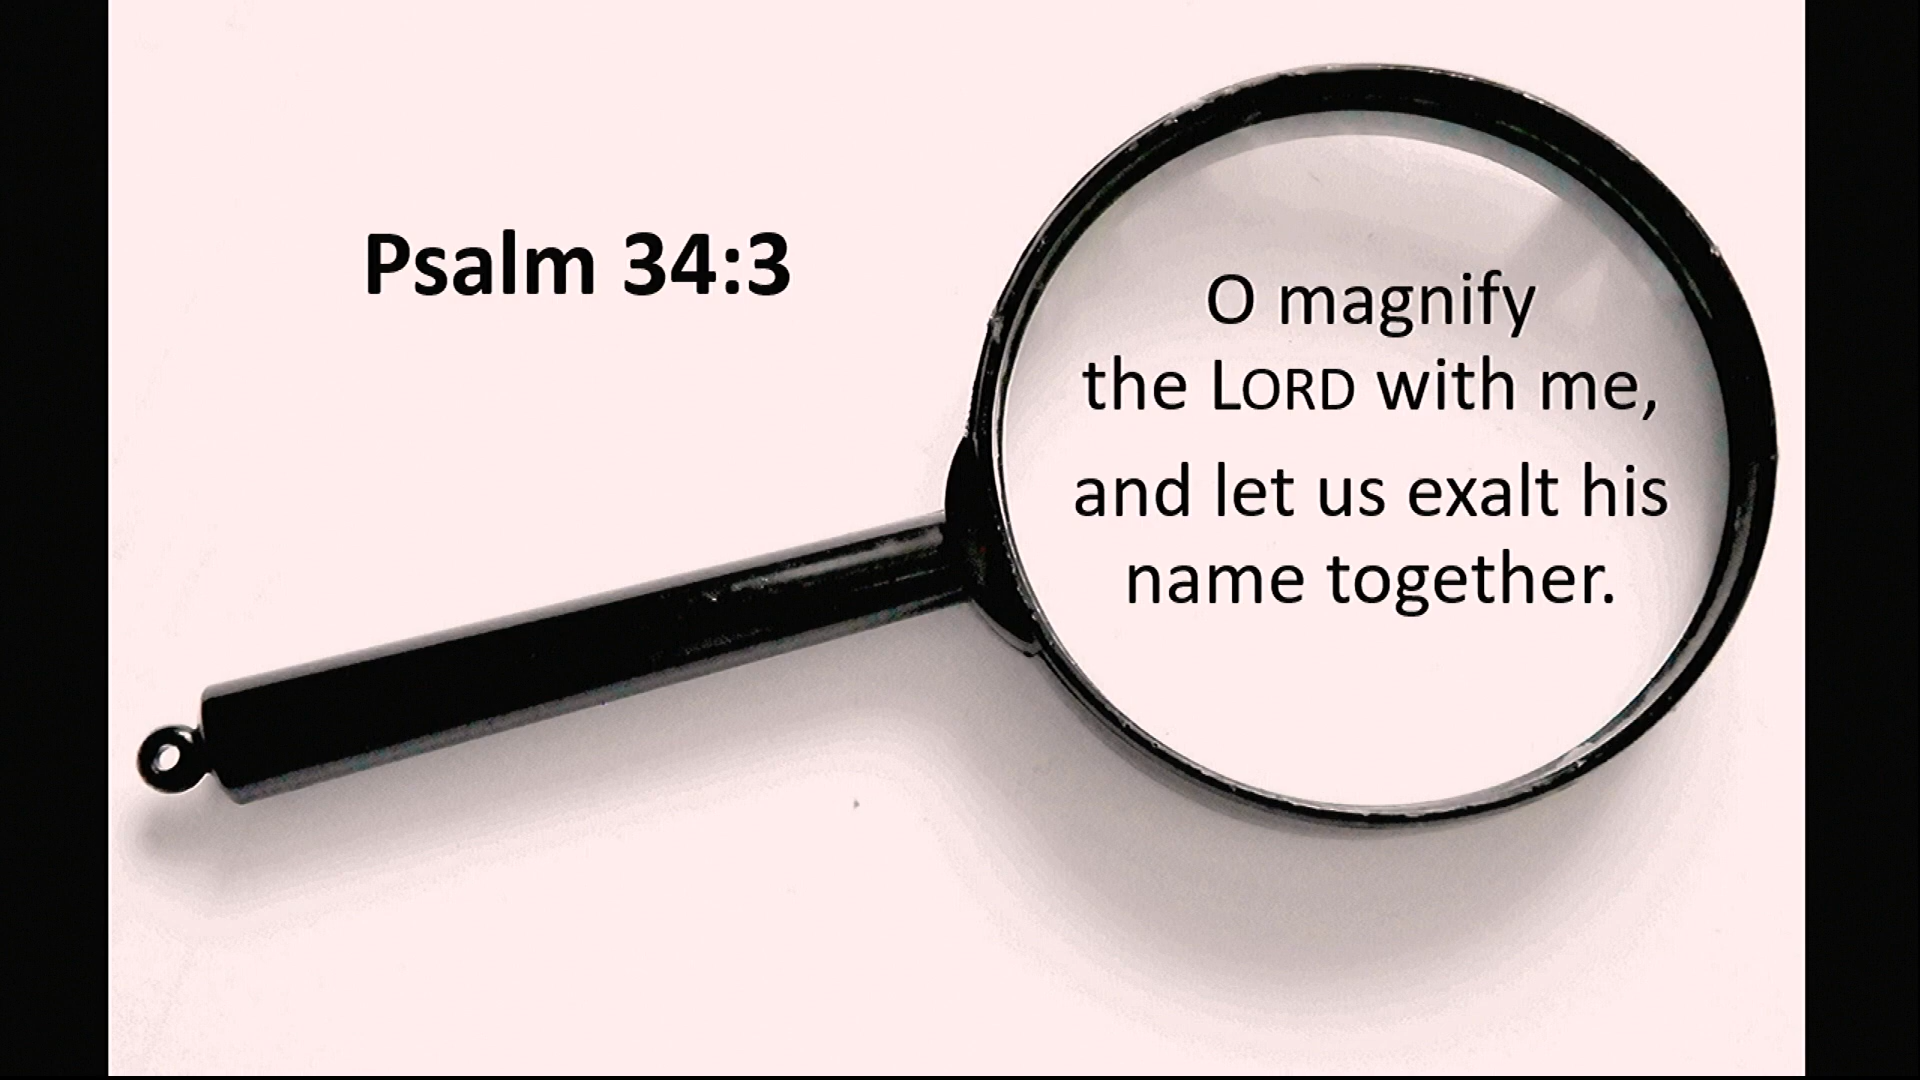 Psalm 34:3
O magnify
the LORD with me,
and let us exalt his
name together.